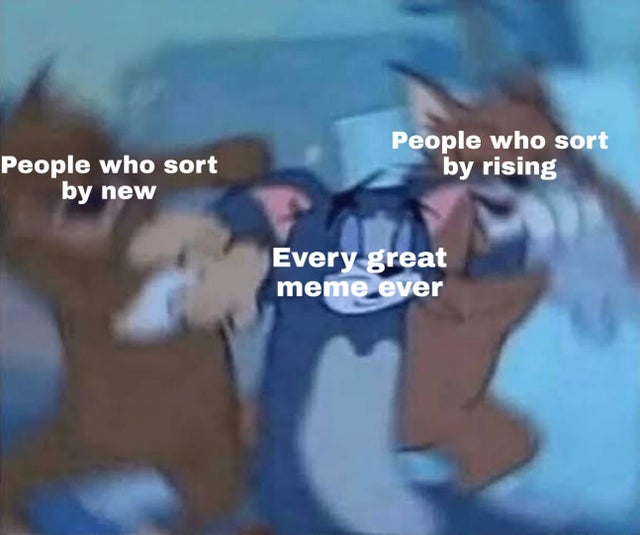 People who sort
by new
People who sort
by rising
Every great
meme ever